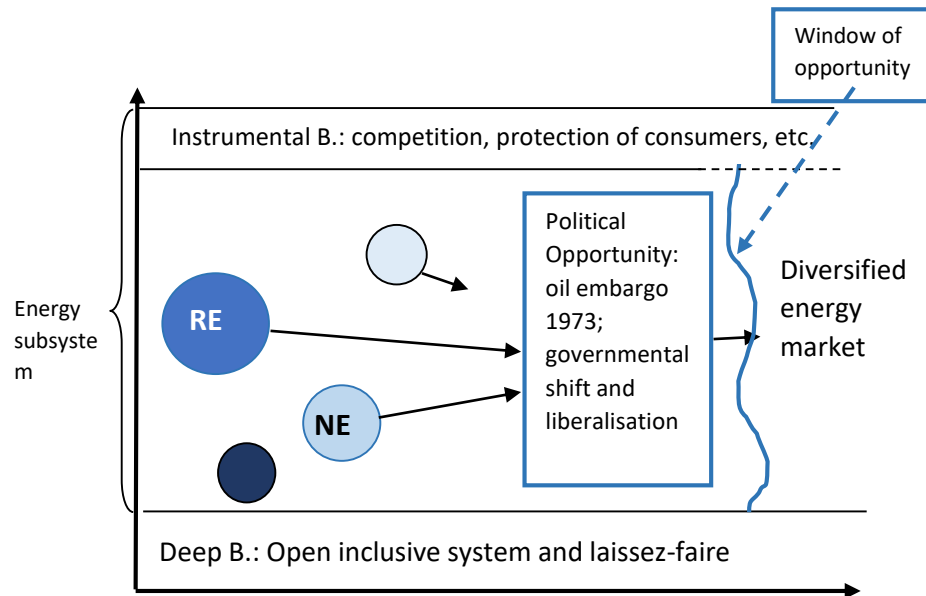 Window of
opportunity
Instrumental B.: competition, protection of consumers, etc.
Political
Opportunity:
oil embargo
1973;
governmental
shift and
liberalisation
Diversified
energy
market
Energy
subsyste
m
RE
NE
Deep B.: Open inclusive system and laissez-faire